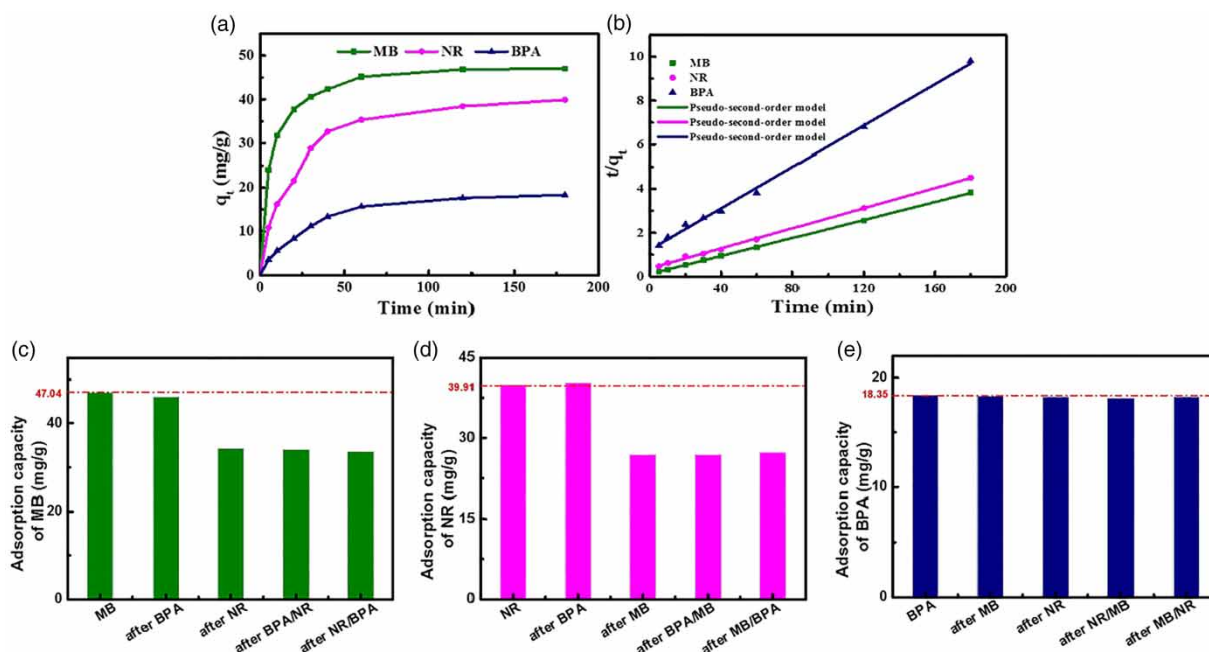 (a)
MB NR BPA
50
40
30
20
10
0
0 50 100 150 200
qt (mg/g)
Time (min)
(b)
MB
NR
BPA
Pseudo-second-order model
Pseudo-second-order model
Pseudo-second-order model
10
8
6
4
2
0
0 40 80 120 160 200
t/qt
Time (min)
(c)
47.04
40
20
0
Adsorption capacity
of MB (mg/g)
MB
after BPA
after NR
after BPA/NR
after NR/BPA
(d)
45
39.91
30
15
0
Adsorption capacity
of NR (mg/g)
NR
after BPA
after MB
after BPA/MB
after MB/BPA
(e)
20
18.35
10
0
Adsorption capacity
of BPA (mg/g)
BPA
after MB
after NR
after NR/MB
after MB/NR